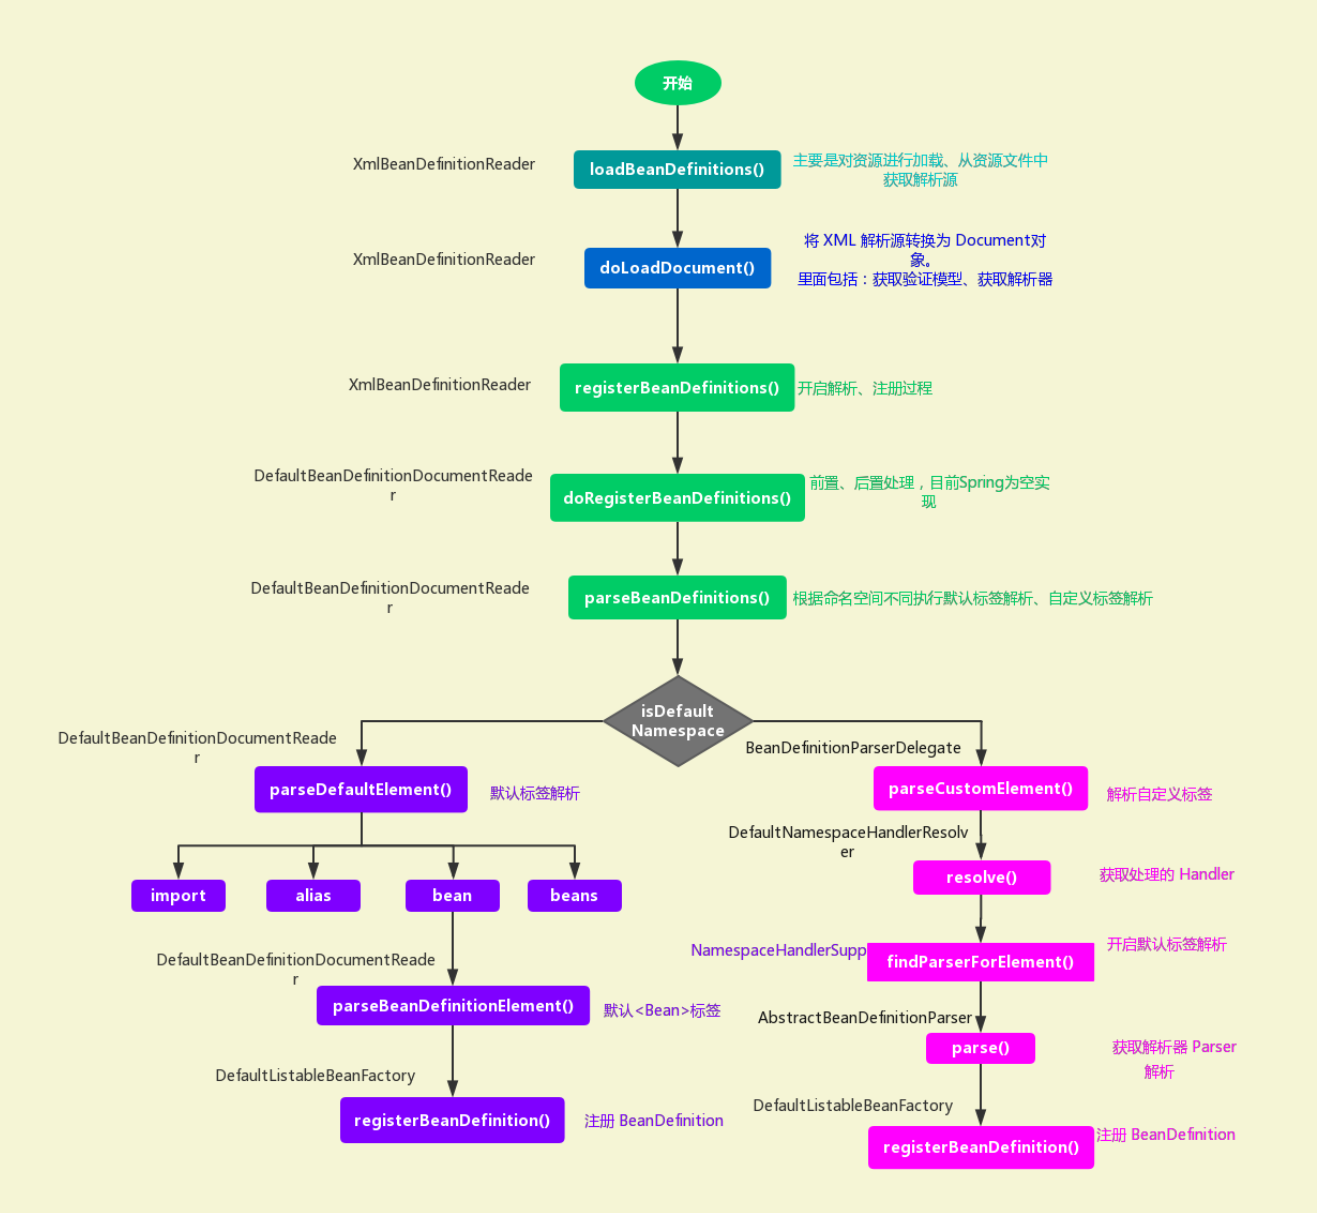 开始
XmlBeanDefinitionReader
loadBeanDefinitions()
主要是对资源进行加载、从资源文件中
获取解析源
XmlBeanDefinitionReader
doLoadDocument()
将 XML 解析源转换为 Document对
象。
里面包括：获取验证模型、获取解析器
XmlBeanDefinitionReader
registerBeanDefinitions()
开启解析、注册过程
DefaultBeanDefinitionDocumentReade
r
doRegisterBeanDefinitions()
前置、后置处理，目前Spring为空实
现
DefaultBeanDefinitionDocumentReade
r
parseBeanDefinitions()
根据命名空间不同执行默认标签解析、自定义标签解析
isDefault
Namespace
DefaultBeanDefinitionDocumentReade
r
parseDefaultElement()
默认标签解析
BeanDefinitionParserDelegate
parseCustomElement()
解析自定义标签
DefaultNamespaceHandlerResolv
er
resolve()
获取处理的 Handler
import
alias
bean
beans
NamespaceHandlerSupp
findParserForElement()
开启默认标签解析
DefaultBeanDefinitionDocumentReade
r
parseBeanDefinitionElement()
默认<Bean>标签
AbstractBeanDefinitionParser
parse()
获取解析器 Parser
解析
DefaultListableBeanFactory
registerBeanDefinition()
注册 BeanDefinition
DefaultListableBeanFactory
registerBeanDefinition()
注册 BeanDefinition